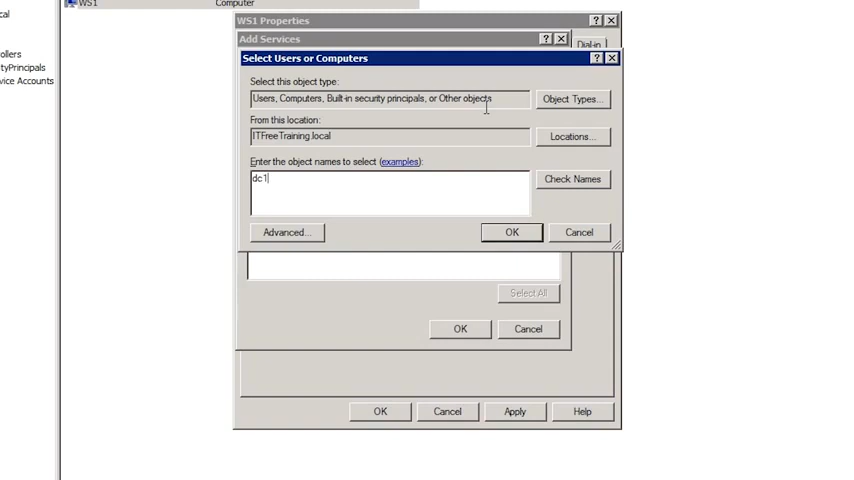 WS1
Computer
cal
ollers
tyPrincipals
vice Accounts
WS1 Properties
Add Services
Dial-in
Select Users or Computers
Select this object type:
Users, Computers, Built-in security principals, or Other objects
Object Types...
From this location:
ITFreeTraining.local
Locations...
Enter the object names to select (examples):
dc1
Check Names
Advanced...
OK
Cancel
Select All
OK
Cancel
OK
Cancel
Apply
Help